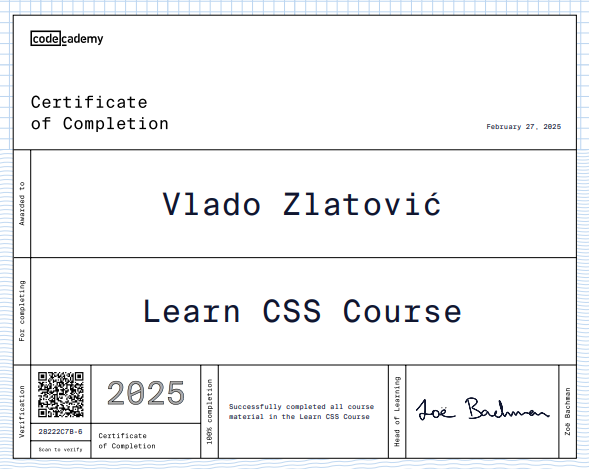 codecademy
Certificate
of Completion
February 27, 2025
Awarded to
Vlado Zlatović
For completing
Learn CSS Course
Verification
28222C7B-6
Scan to verify
2025
Certificate
of Completion
100% completion
Successfully completed all course
material in the Learn CSS Course
Head of Learning
Zoë Bachman
Zoë Bachman